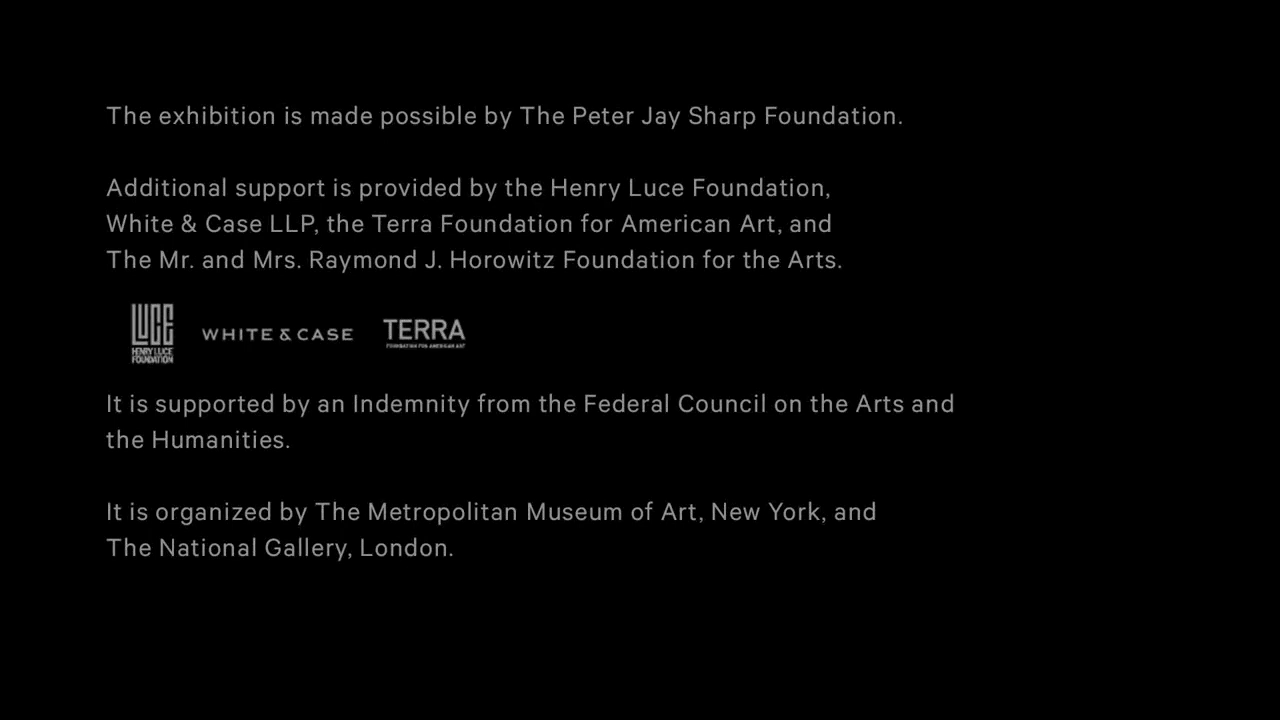 The exhibition is made possible by The Peter Jay Sharp Foundation.
Additional support is provided by the Henry Luce Foundation,
White & Case LLP, the Terra Foundation for American Art, and
The Mr. and Mrs. Raymond J. Horowitz Foundation for the Arts.
LUCE
HENRY LUCE
FOUNDATION
WHITE & CASE
TERRA
FOUNDATION FOR AMERICAN ART
It is supported by an Indemnity from the Federal Council on the Arts and
the Humanities.
It is organized by The Metropolitan Museum of Art, New York, and
The National Gallery, London.